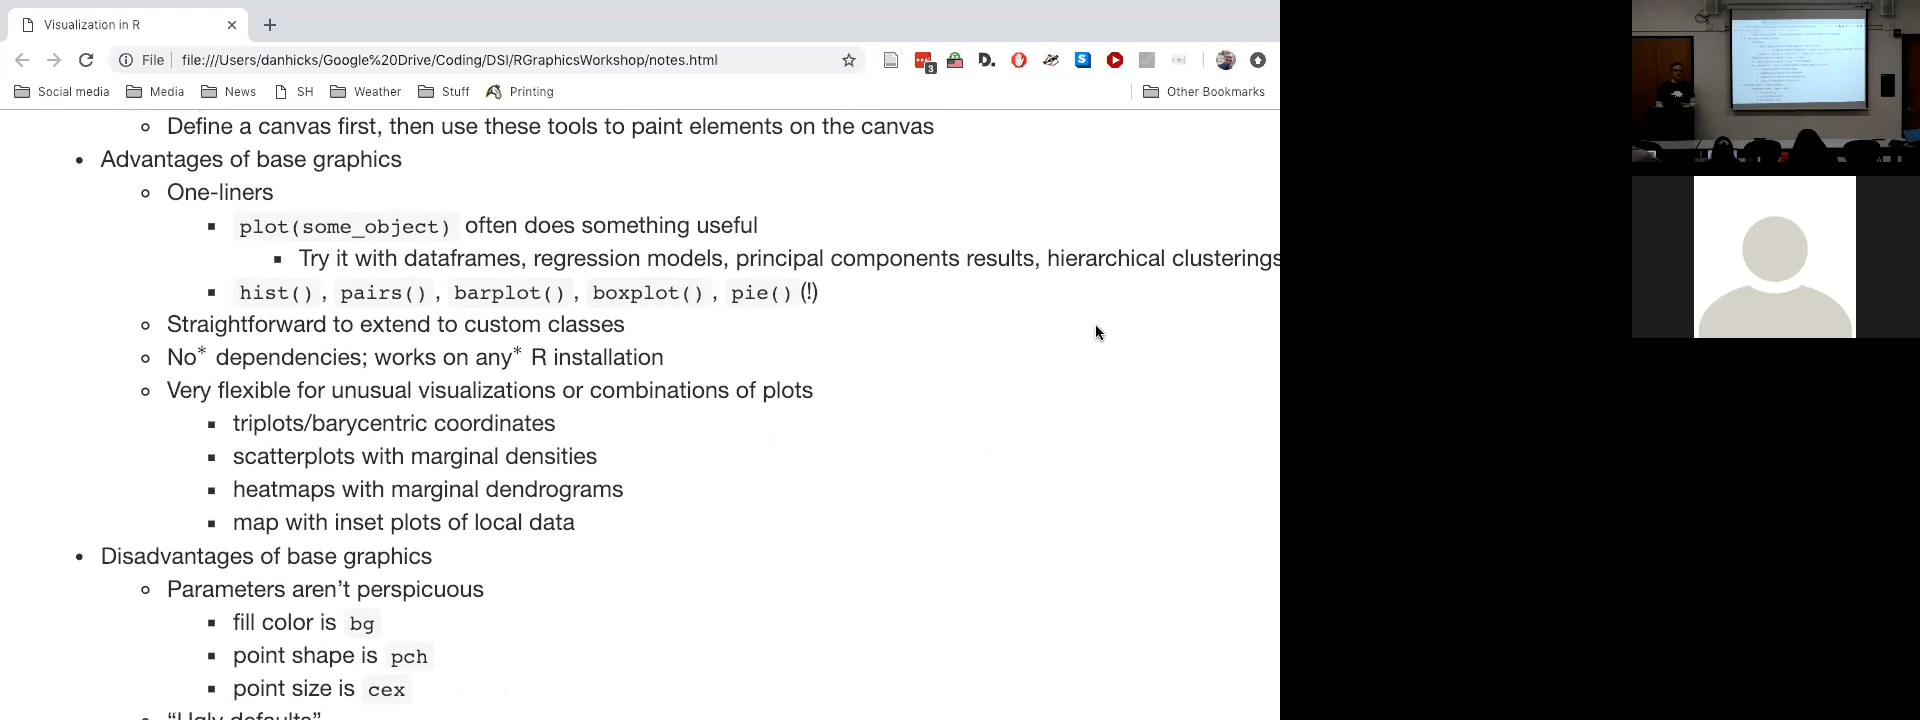 Visualization in R
File file:///Users/danhicks/Google%20Drive/Coding/DSI/RGraphicsWorkshop/notes.html
3
D.
S
Social media Media News SH Weather Stuff Printing Other Bookmarks
Define a canvas first, then use these tools to paint elements on the canvas
Advantages of base graphics
One-liners
plot(some_object) often does something useful
Try it with dataframes, regression models, principal components results, hierarchical clusterings
hist(), pairs(), barplot(), boxplot(), pie() (!)
Straightforward to extend to custom classes
No* dependencies; works on any* R installation
Very flexible for unusual visualizations or combinations of plots
triplots/barycentric coordinates
scatterplots with marginal densities
heatmaps with marginal dendrograms
map with inset plots of local data
Disadvantages of base graphics
Parameters aren’t perspicuous
fill color is bg
point shape is pch
point size is cex
“Ugly defaults”